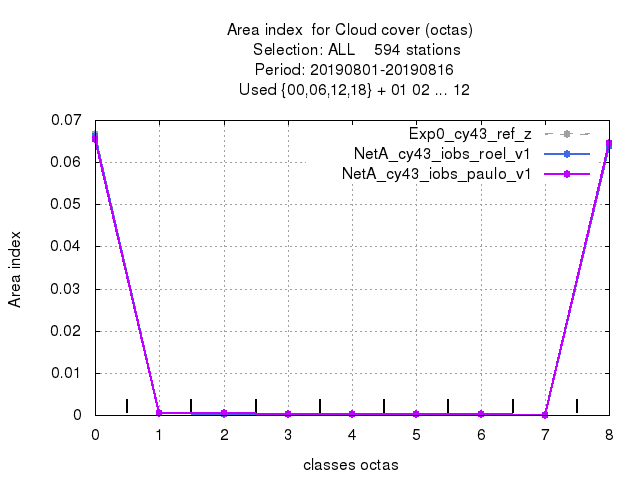 Area index  for Cloud cover (octas)
Selection: ALL    594 stations
Period: 20190801-20190816
Used {00,06,12,18} + 01 02 ... 12
Exp0_cy43_ref_z
NetA_cy43_iobs_roel_v1
NetA_cy43_iobs_paulo_v1
Area index
0.07
0.06
0.05
0.04
0.03
0.02
0.01
0
0 1 2 3 4 5 6 7 8
classes octas